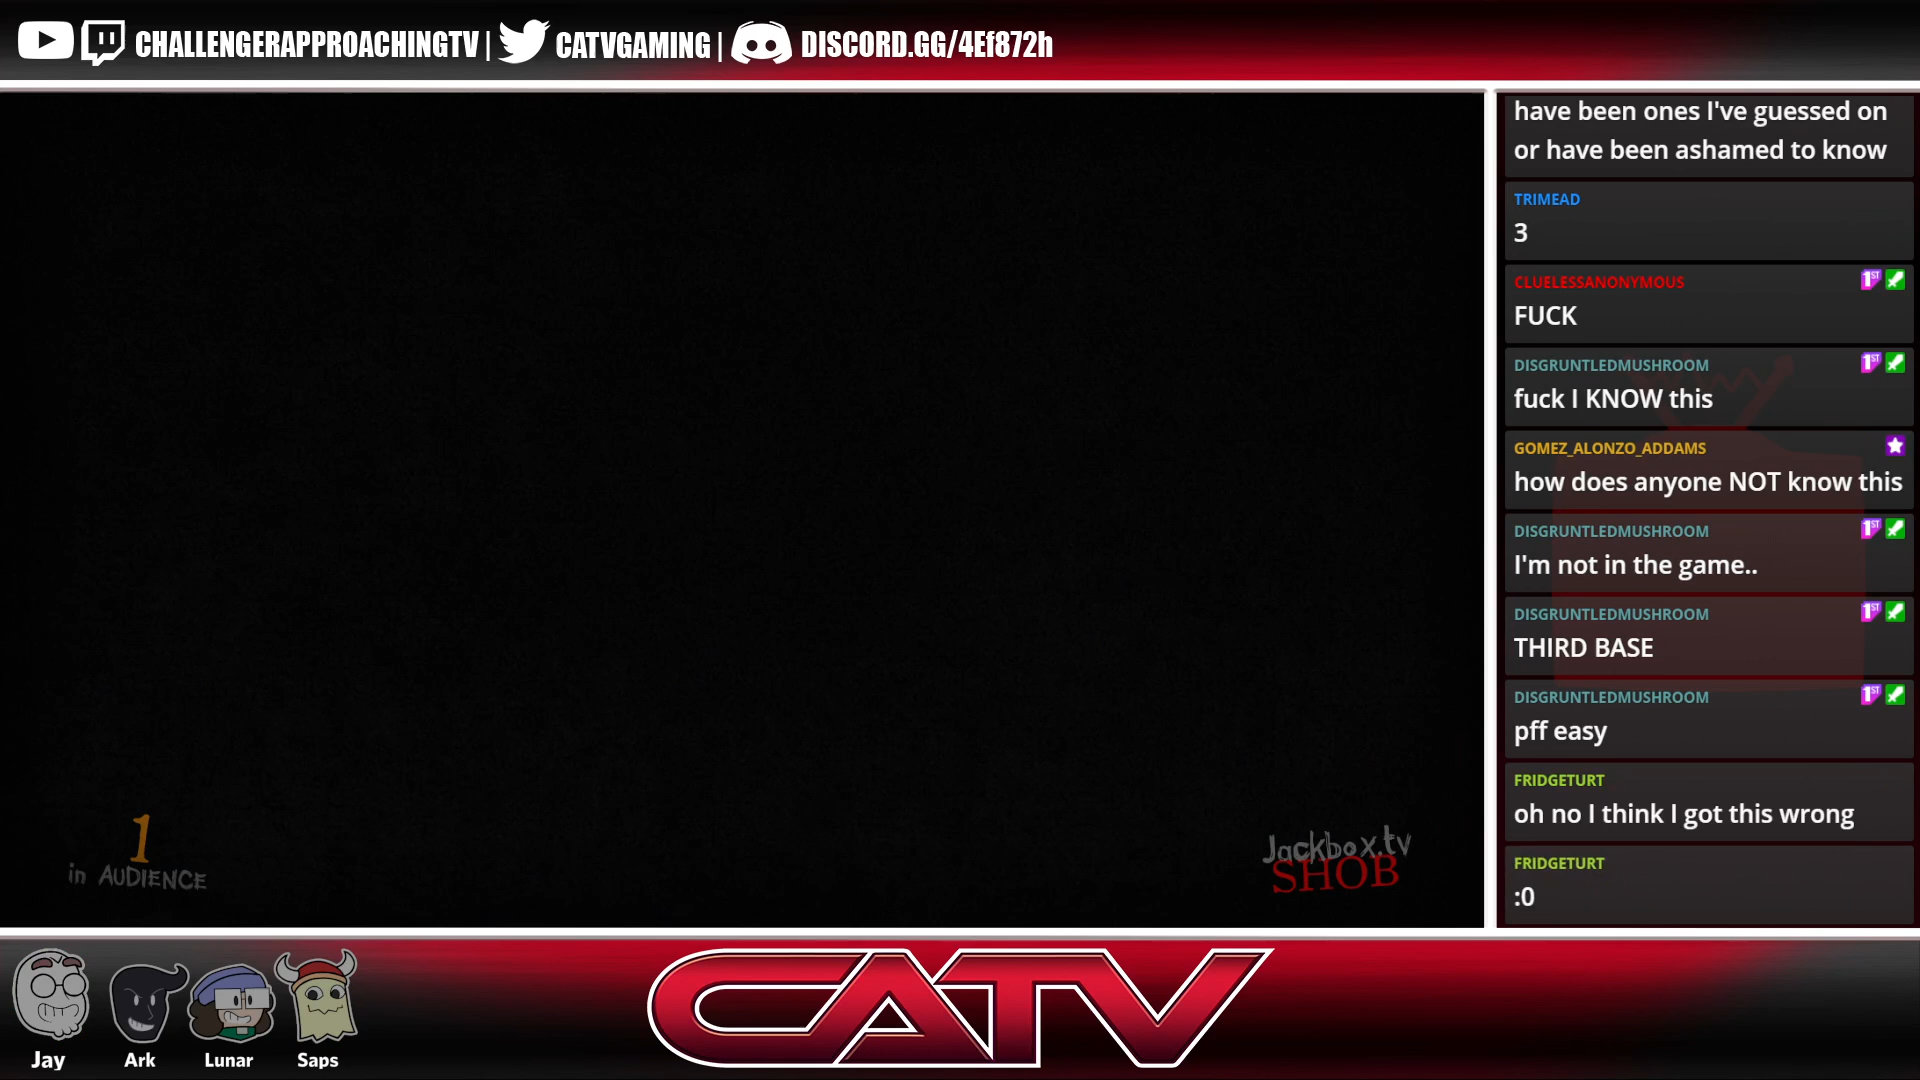 CHALLENGERAPPROACHINGTV | CATVGAMING | DISCORD.GG/4Ef872h
have been ones I've guessed on
or have been ashamed to know
TRIMEAD
3
CLUELESSANONYMOUS
FUCK
DISGRUNTLEDMUSHROOM
fuck I KNOW this
GOMEZ_ALONZO_ADDAMS
how does anyone NOT know this
DISGRUNTLEDMUSHROOM
I'm not in the game..
DISGRUNTLEDMUSHROOM
THIRD BASE
DISGRUNTLEDMUSHROOM
pff easy
FRIDGETURT
oh no I think I got this wrong
FRIDGETURT
:0
1
in AUDIENCE
Jackbox.tv
SHOB
Jay Ark Lunar Saps
CATV